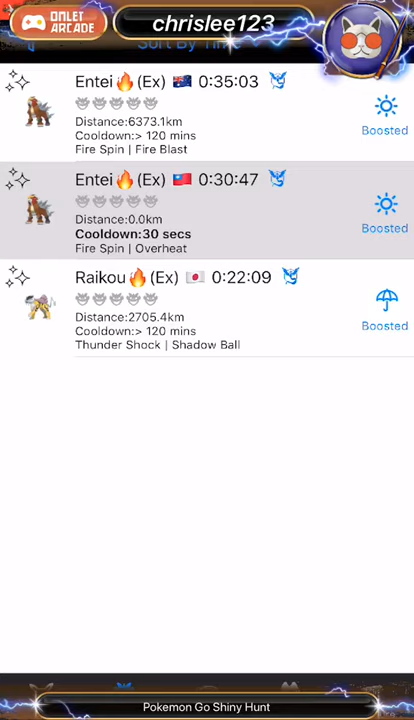 OMLET
ARCADE
chrislee123
Sort By Time
Entei🔥(Ex) 🇦🇺 0:35:03
Distance:6373.1km
Cooldown:> 120 mins
Fire Spin | Fire Blast
Boosted
Entei🔥(Ex) 🇹🇼 0:30:47
Distance:0.0km
Cooldown:30 secs
Fire Spin | Overheat
Boosted
Raikou🔥(Ex) 🇯🇵 0:22:09
Distance:2705.4km
Cooldown:> 120 mins
Thunder Shock | Shadow Ball
Boosted
Pokemon Go Shiny Hunt